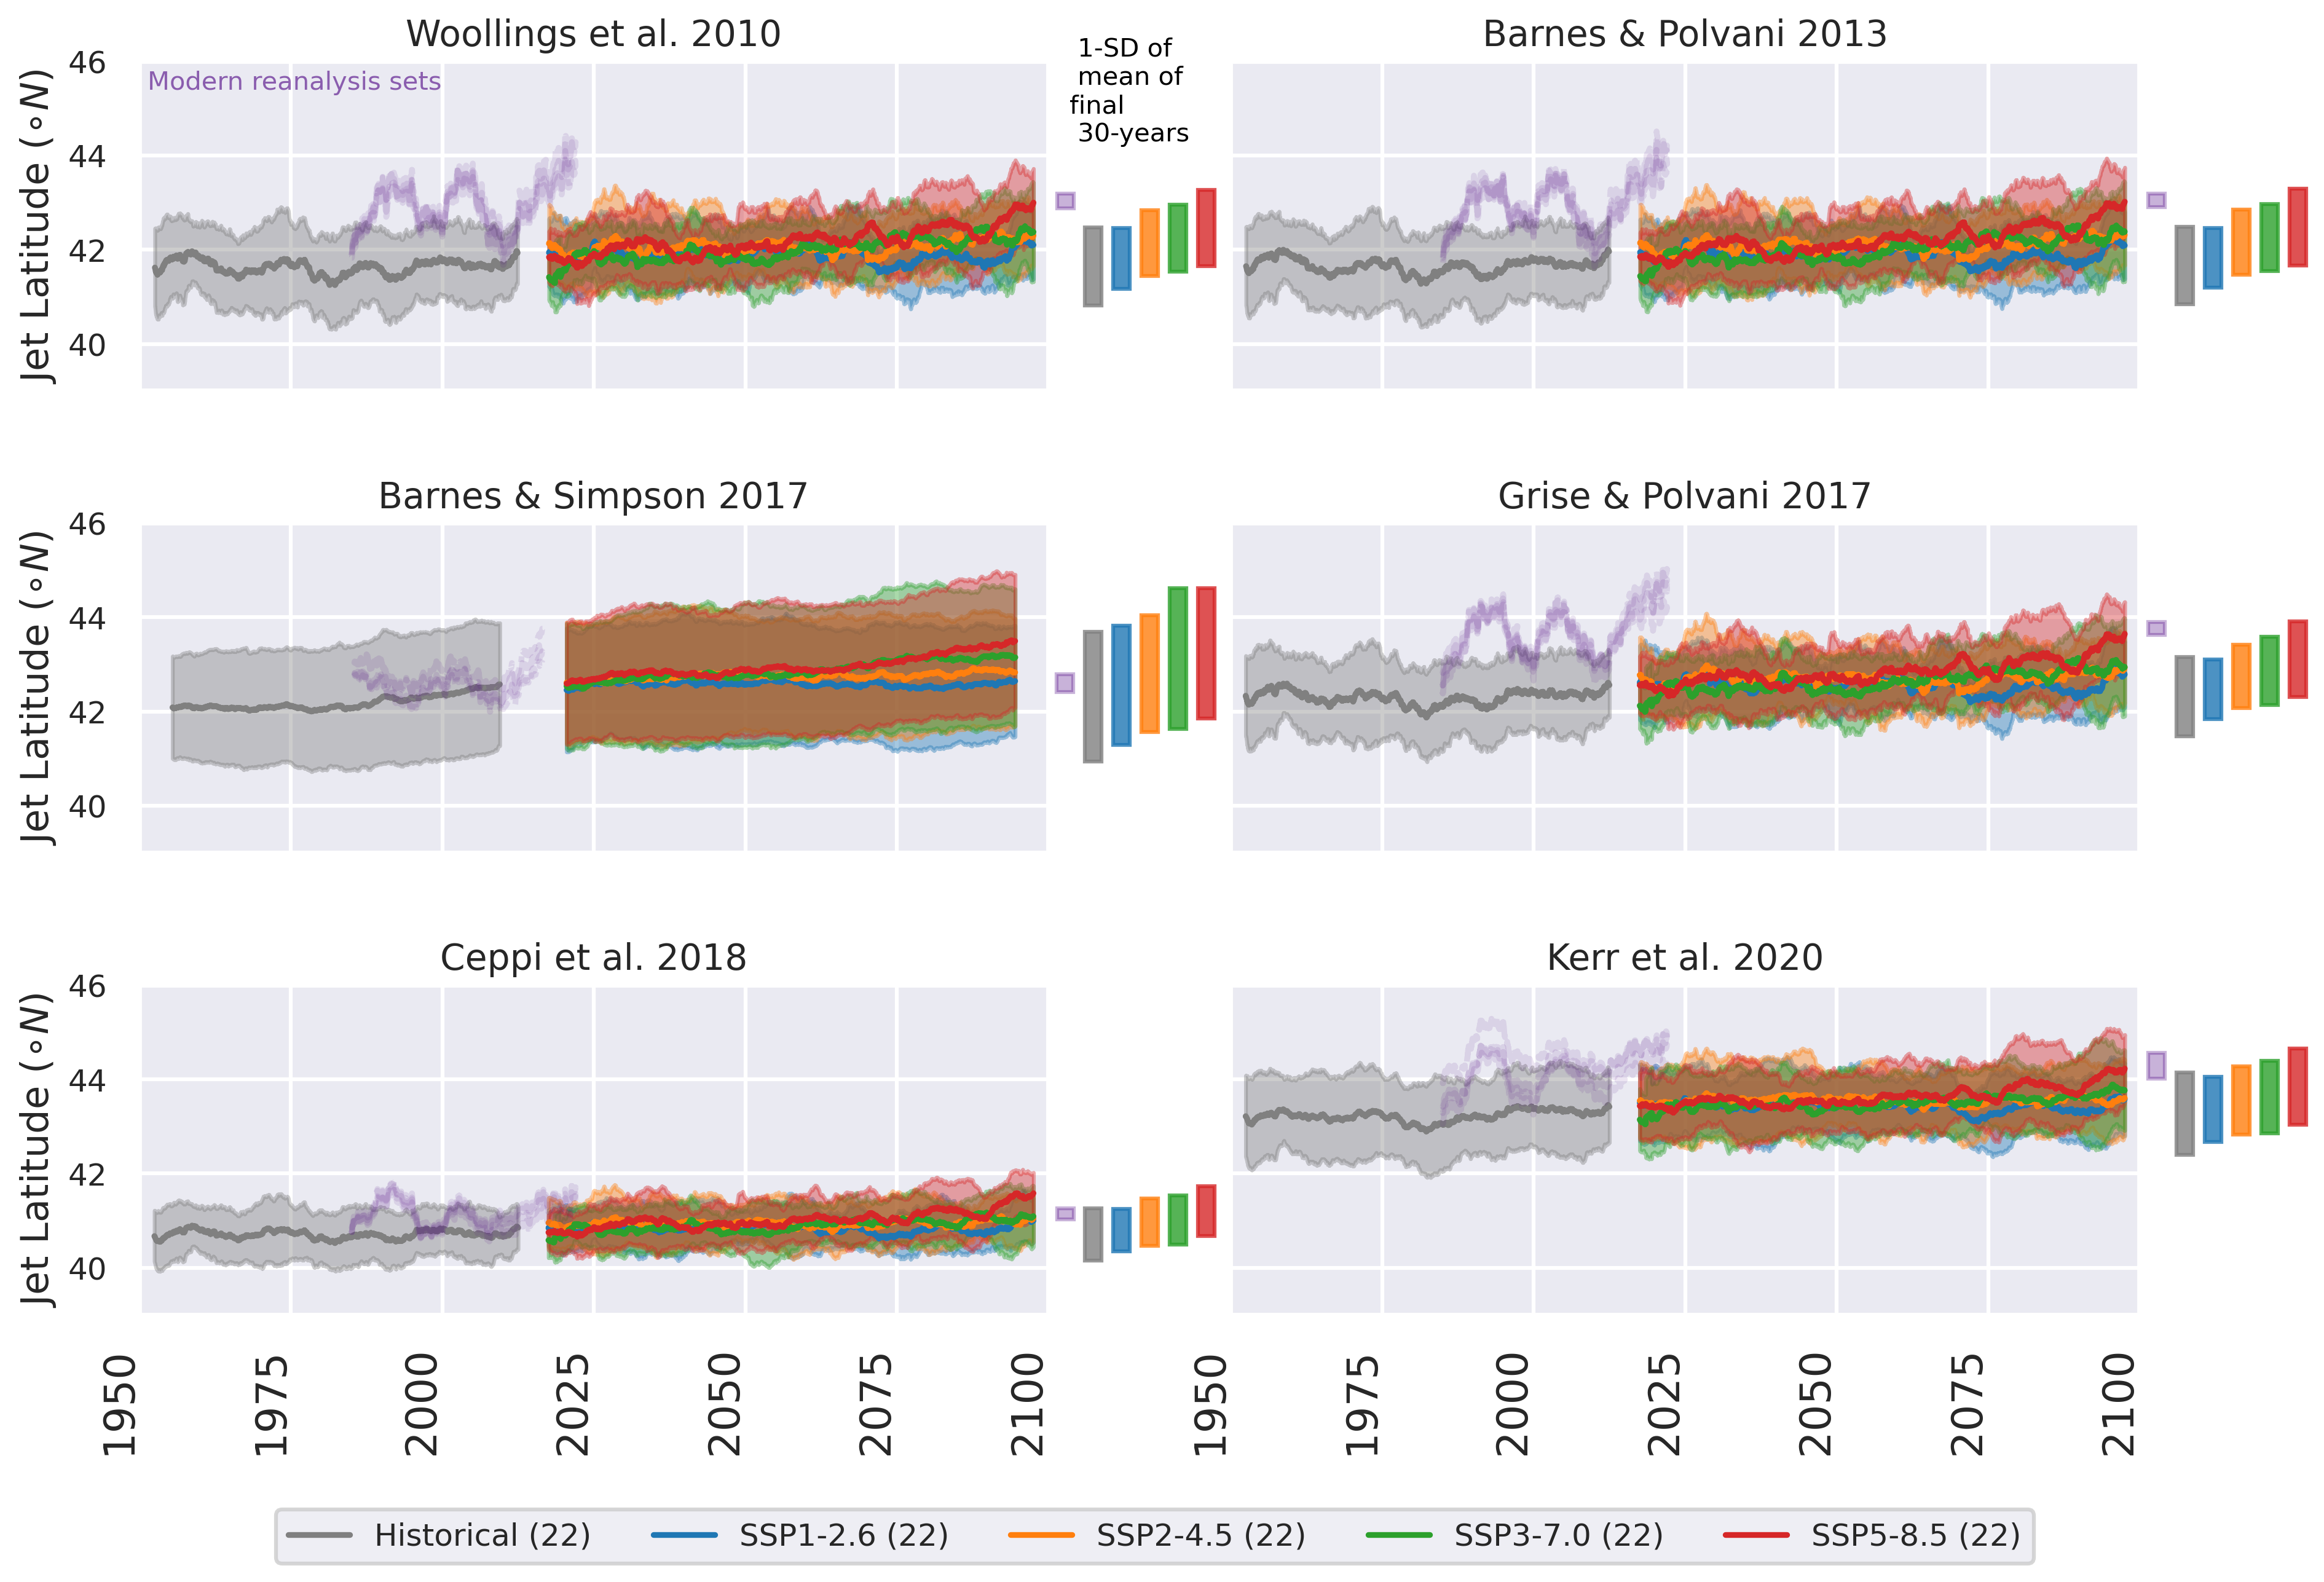 Woollings et al. 2010
Barnes & Polvani 2013
1-SD of
mean of
final
30-years
Modern reanalysis sets
Jet Latitude (∘N)
46
44
42
40
Barnes & Simpson 2017
Grise & Polvani 2017
Jet Latitude (∘N)
46
44
42
40
Ceppi et al. 2018
Kerr et al. 2020
Jet Latitude (∘N)
46
44
42
40
1950 1975 2000 2025 2050 2075 2100
1950 1975 2000 2025 2050 2075 2100
Historical (22) SSP1-2.6 (22) SSP2-4.5 (22) SSP3-7.0 (22) SSP5-8.5 (22)